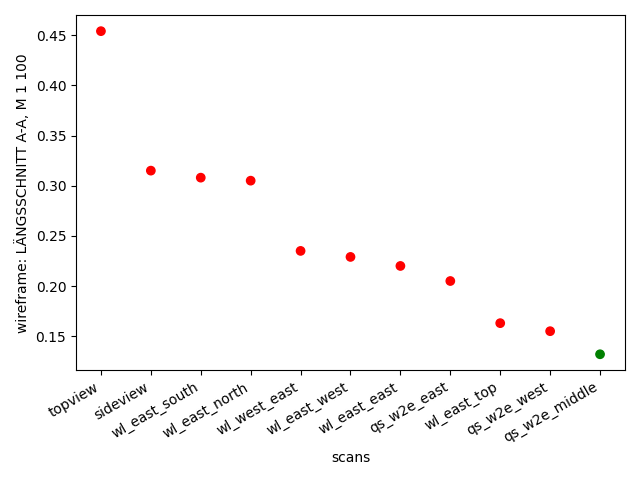 wireframe: LÄNGSSCHNITT A-A, M 1 100
0.45
0.40
0.35
0.30
0.25
0.20
0.15
topview
sideview
wl_east_south
wl_east_north
wl_west_east
wl_east_west
wl_east_east
qs_w2e_east
wl_east_top
qs_w2e_west
qs_w2e_middle
scans